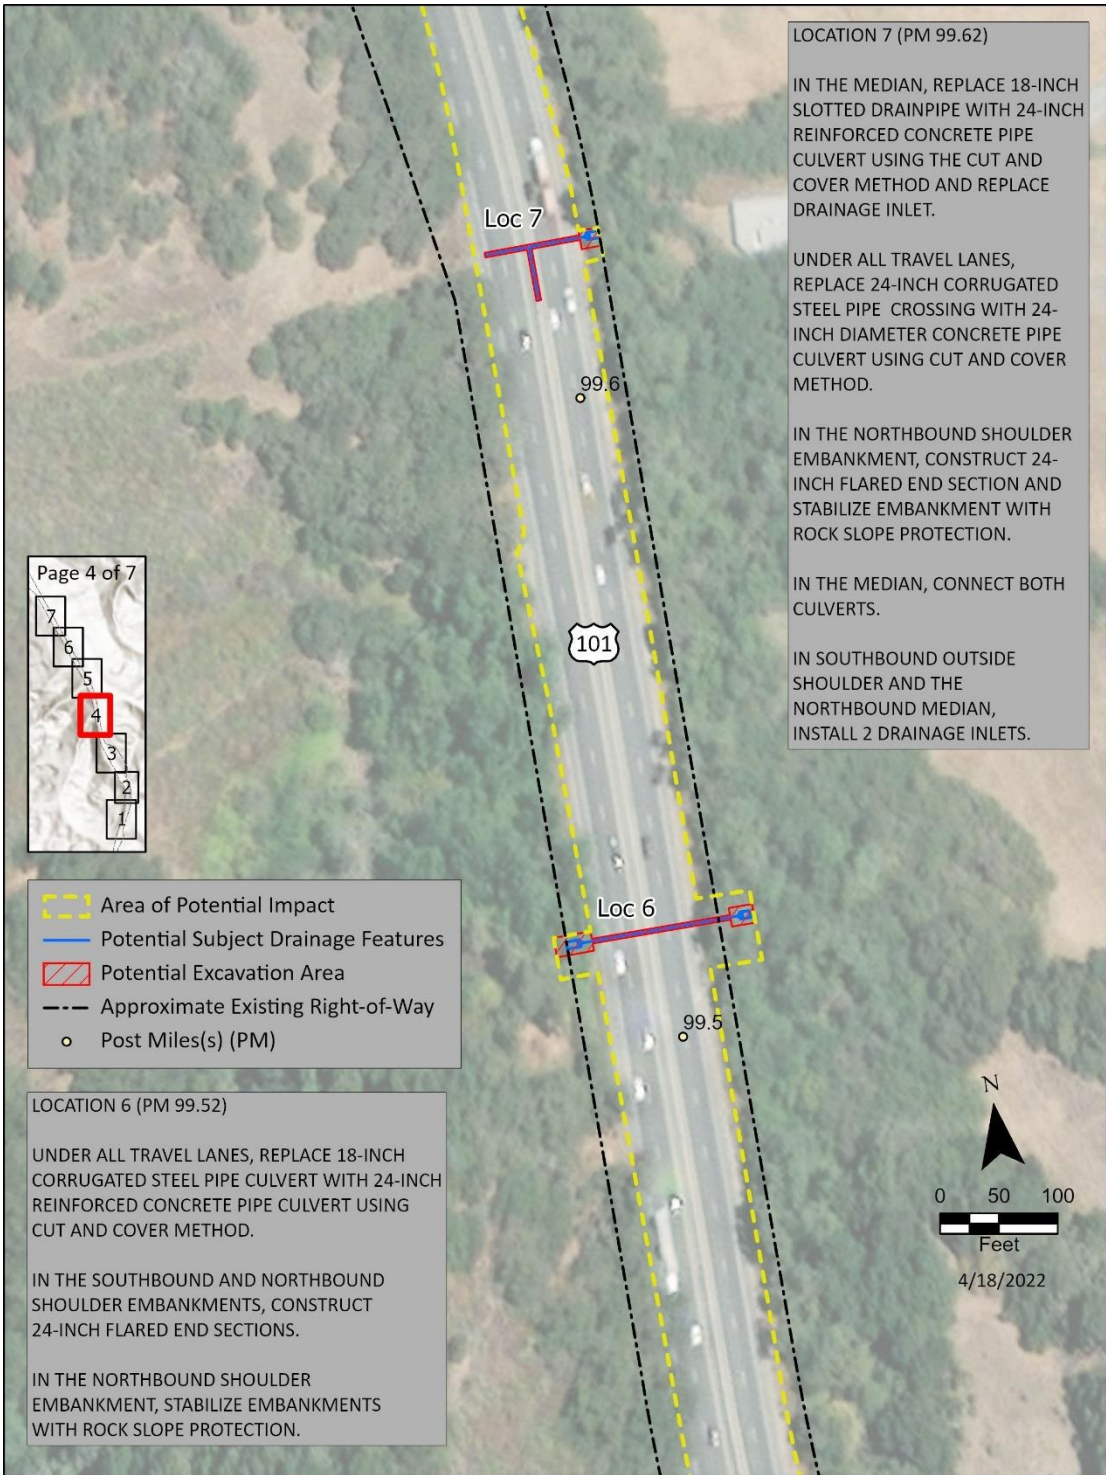 LOCATION 7 (PM 99.62)
IN THE MEDIAN, REPLACE 18-INCH
SLOTTED DRAINPIPE WITH 24-INCH
REINFORCED CONCRETE PIPE
CULVERT USING THE CUT AND
COVER METHOD AND REPLACE
DRAINAGE INLET.
UNDER ALL TRAVEL LANES,
REPLACE 24-INCH CORRUGATED
STEEL PIPE CROSSING WITH 24-
INCH DIAMETER CONCRETE PIPE
CULVERT USING CUT AND COVER
METHOD.
IN THE NORTHBOUND SHOULDER
EMBANKMENT, CONSTRUCT 24-
INCH FLARED END SECTION AND
STABILIZE EMBANKMENT WITH
ROCK SLOPE PROTECTION.
IN THE MEDIAN, CONNECT BOTH
CULVERTS.
IN SOUTHBOUND OUTSIDE
SHOULDER AND THE
NORTHBOUND MEDIAN,
INSTALL 2 DRAINAGE INLETS.
Loc 7
99.6
101
Page 4 of 7
7
6
5
4
3
2
1
Loc 6
99.5
Area of Potential Impact
Potential Subject Drainage Features
Potential Excavation Area
Approximate Existing Right-of-Way
Post Miles(s) (PM)
LOCATION 6 (PM 99.52)
UNDER ALL TRAVEL LANES, REPLACE 18-INCH
CORRUGATED STEEL PIPE CULVERT WITH 24-INCH
REINFORCED CONCRETE PIPE CULVERT USING
CUT AND COVER METHOD.
IN THE SOUTHBOUND AND NORTHBOUND
SHOULDER EMBANKMENTS, CONSTRUCT
24-INCH FLARED END SECTIONS.
IN THE NORTHBOUND SHOULDER
EMBANKMENT, STABILIZE EMBANKMENTS
WITH ROCK SLOPE PROTECTION.
N
0 50 100
Feet
4/18/2022